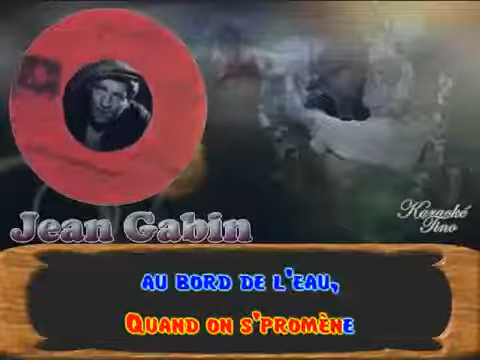 Jean Gabin
Karaoké
Tino
AU BORD DE L'EAU,
QUAND ON S'PROMÈNE